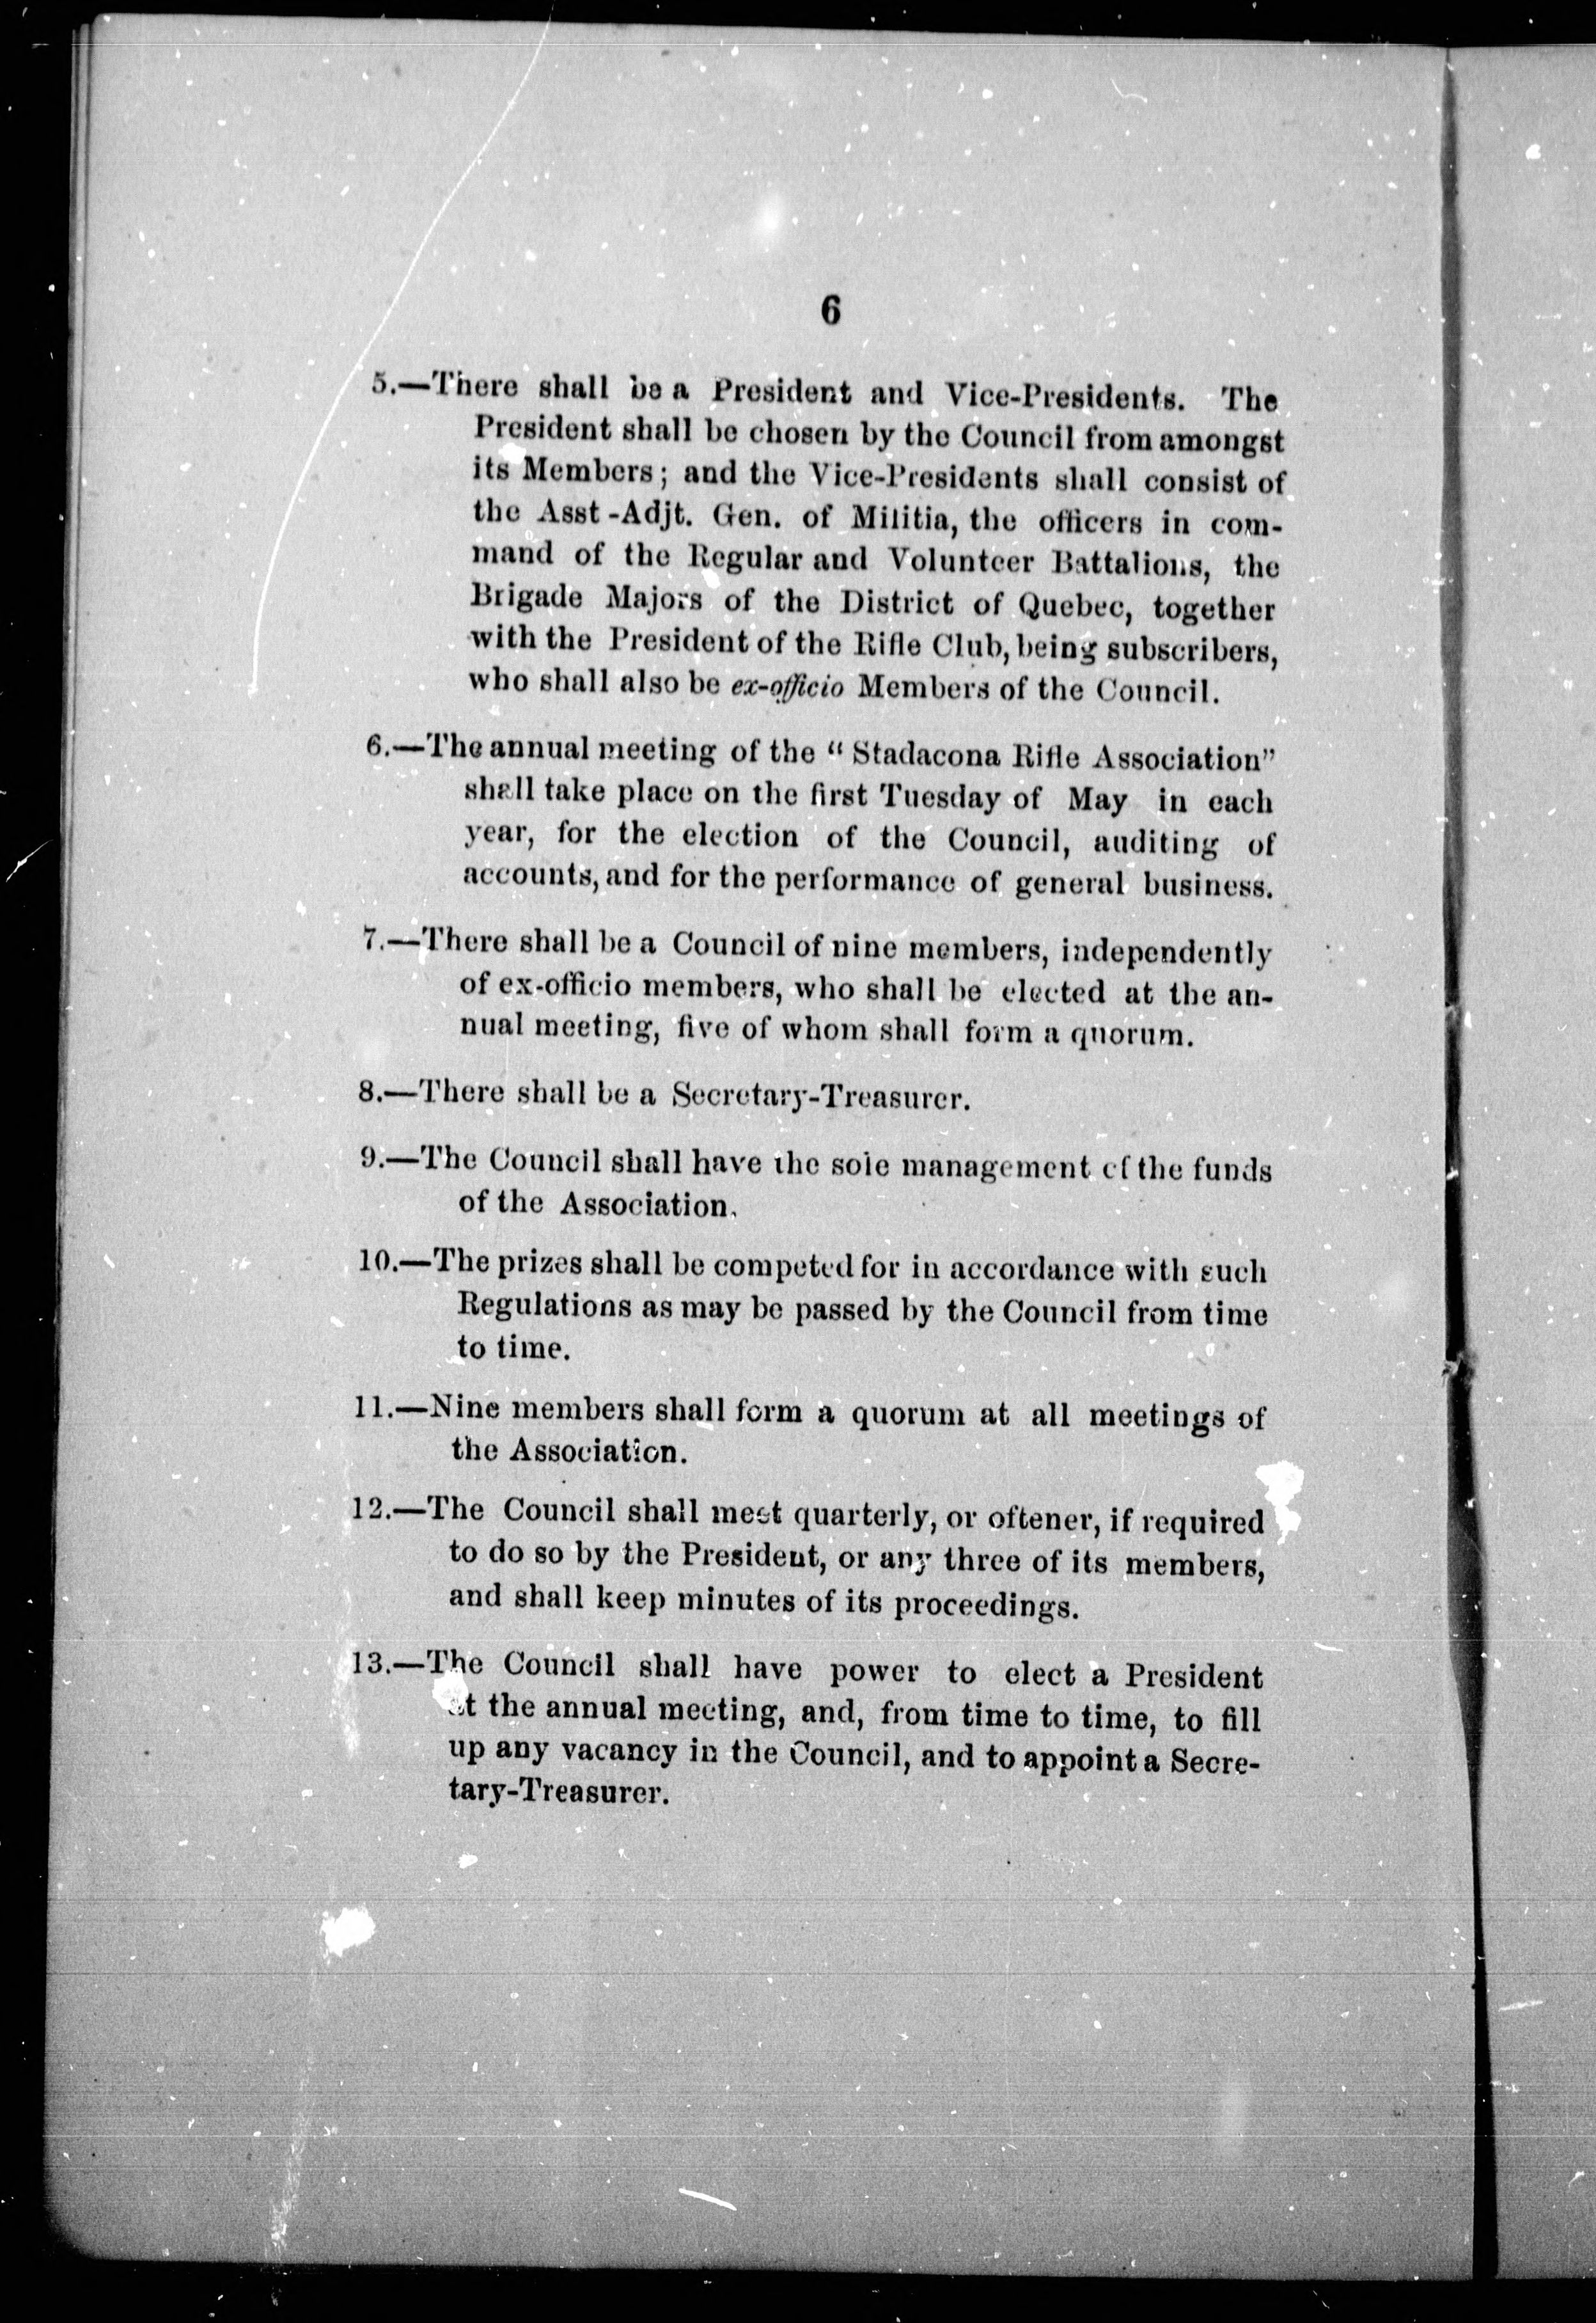 6
5.—There shall be a President and Vice-Presidents. The
President shall be chosen by the Council from amongst
its Members; and the Vice-Presidents shall consist of
the Asst-Adjt. Gen. of Militia, the officers in com-
mand of the Regular and Volunteer Battalions, the
Brigade Majors of the District of Quebec, together
with the President of the Rifle Club, being subscribers,
who shall also be ex-officio Members of the Council.
6.—The annual meeting of the "Stadacona Rifle Association"
shall take place on the first Tuesday of May in each
year, for the election of the Council, auditing of
accounts, and for the performance of general business.
7.—There shall be a Council of nine members, independently
of ex-officio members, who shall be elected at the an-
nual meeting, five of whom shall form a quorum.
8.—There shall be a Secretary-Treasurer.
9.—The Council shall have the sole management of the funds
of the Association.
10.—The prizes shall be competed for in accordance with such
Regulations as may be passed by the Council from time
to time.
11.—Nine members shall form a quorum at all meetings of
the Association.
12.—The Council shall meet quarterly, or oftener, if required
to do so by the President, or any three of its members,
and shall keep minutes of its proceedings.
13.—The Council shall have power to elect a President
at the annual meeting, and, from time to time, to fill
up any vacancy in the Council, and to appoint a Secre-
tary-Treasurer.